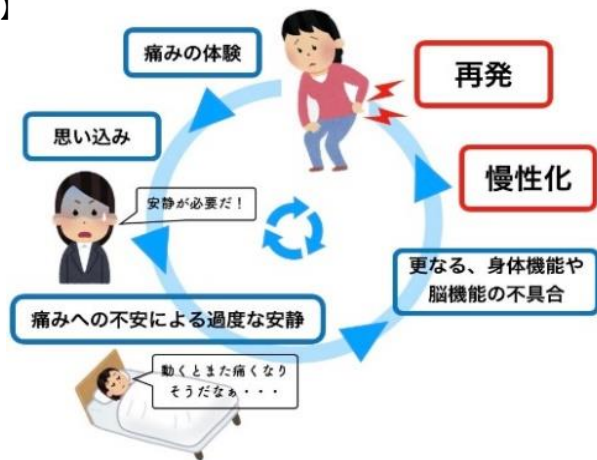 】
痛みの体験
再発
思い込み
慢性化
安静が必要だ！
更なる、身体機能や
脳機能の不具合
痛みへの不安による過度な安静
動くとまた痛くなり
そうだなぁ・・・